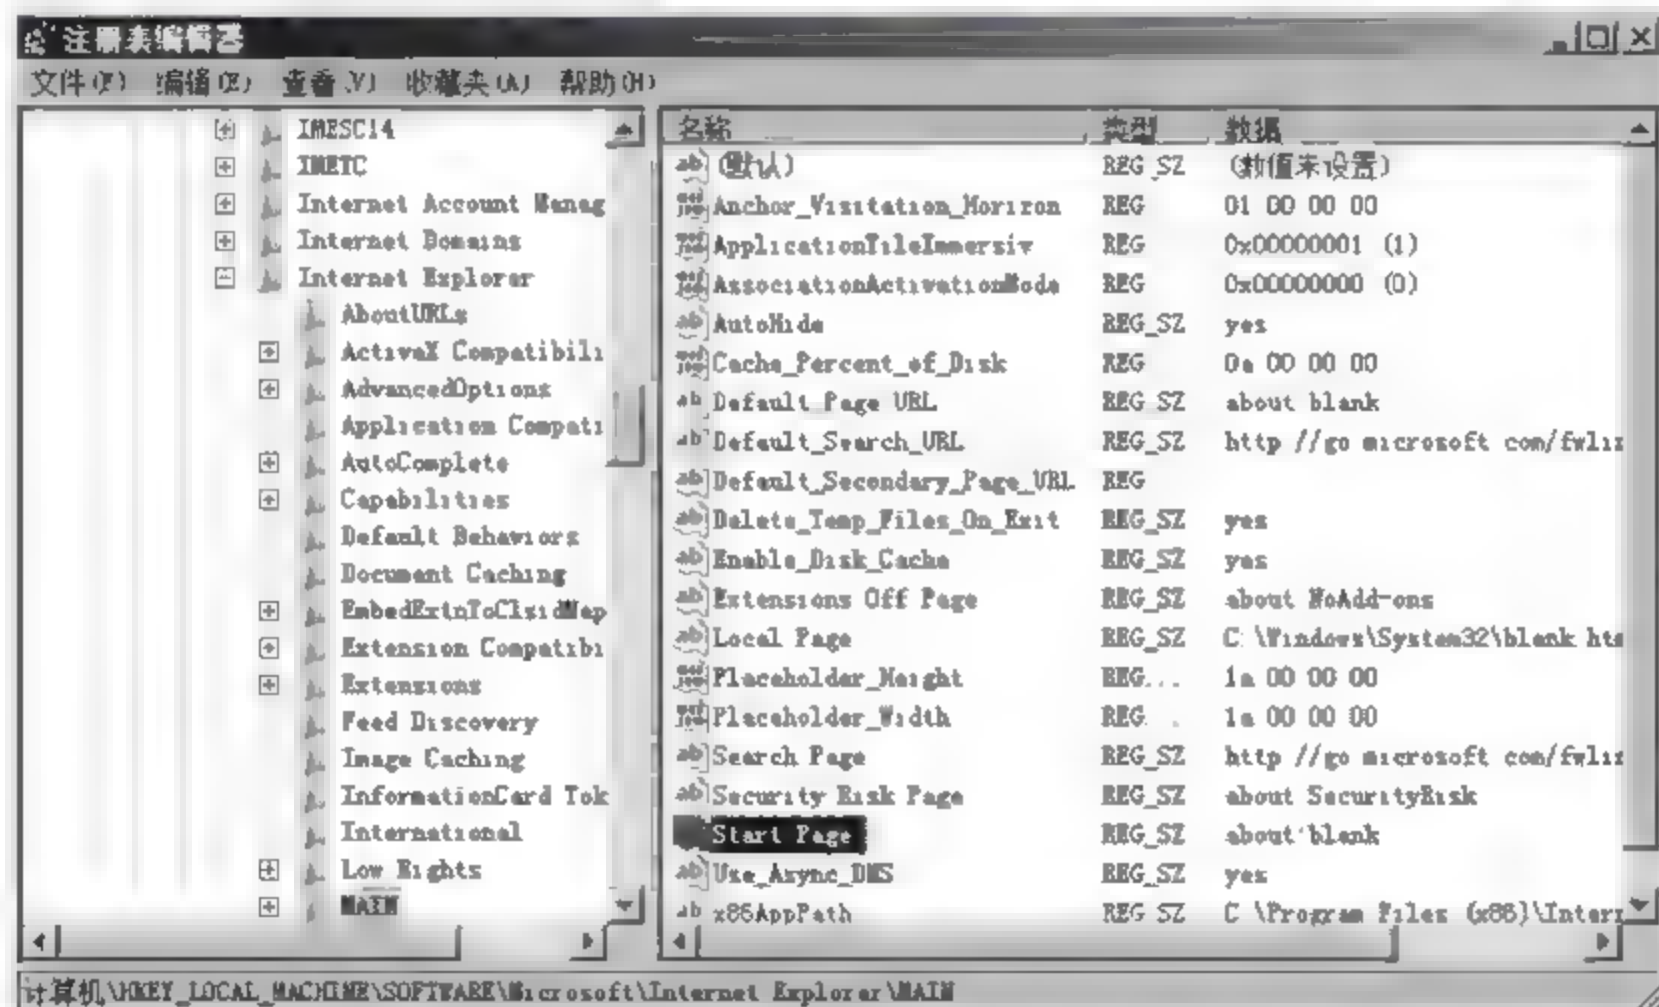 注册表编辑器
文件(F) 编辑(E) 查看(V) 收藏夹(A) 帮助(H)
IMESC14
IMETC
Internet Account Manag
Internet Domains
Internet Explorer
AboutURLs
ActiveX Compatibili
AdvancedOptions
Application Compati
AutoComplete
Capabilities
Default Behaviors
Document Caching
EmbedExtnToClsidMap
Extension Compatibi
Extensions
Feed Discovery
Image Caching
InformationCard Tok
International
Low Rights
MAIN
名称 类型 数据
(默认) REG_SZ (数值未设置)
Anchor_Visitation_Horizon REG 01 00 00 00
ApplicationTileImmersiv REG 0x00000001 (1)
AssociationActivationMode REG 0x00000000 (0)
AutoHide REG_SZ yes
Cache_Percent_of_Disk REG 0a 00 00 00
Default_Page_URL REG_SZ about blank
Default_Search_URL REG_SZ http //go microsoft com/fwlin
Default_Secondary_Page_URL REG
Delete_Temp_Files_On_Exit REG_SZ yes
Enable_Disk_Cache REG_SZ yes
Extensions Off Page REG_SZ about NoAdd-ons
Local Page REG_SZ C:\Windows\System32\blank htm
Placeholder_Height REG... 1a 00 00 00
Placeholder_Width REG. . 1a 00 00 00
Search Page REG_SZ http //go microsoft com/fwlin
Security Risk Page REG_SZ about SecurityRisk
Start Page REG_SZ about:blank
Use_Async_DNS REG_SZ yes
x86AppPath REG_SZ C \Program Files (x86)\Intern
计算机\HKEY_LOCAL_MACHINE\SOFTWARE\Microsoft\Internet Explorer\MAIN